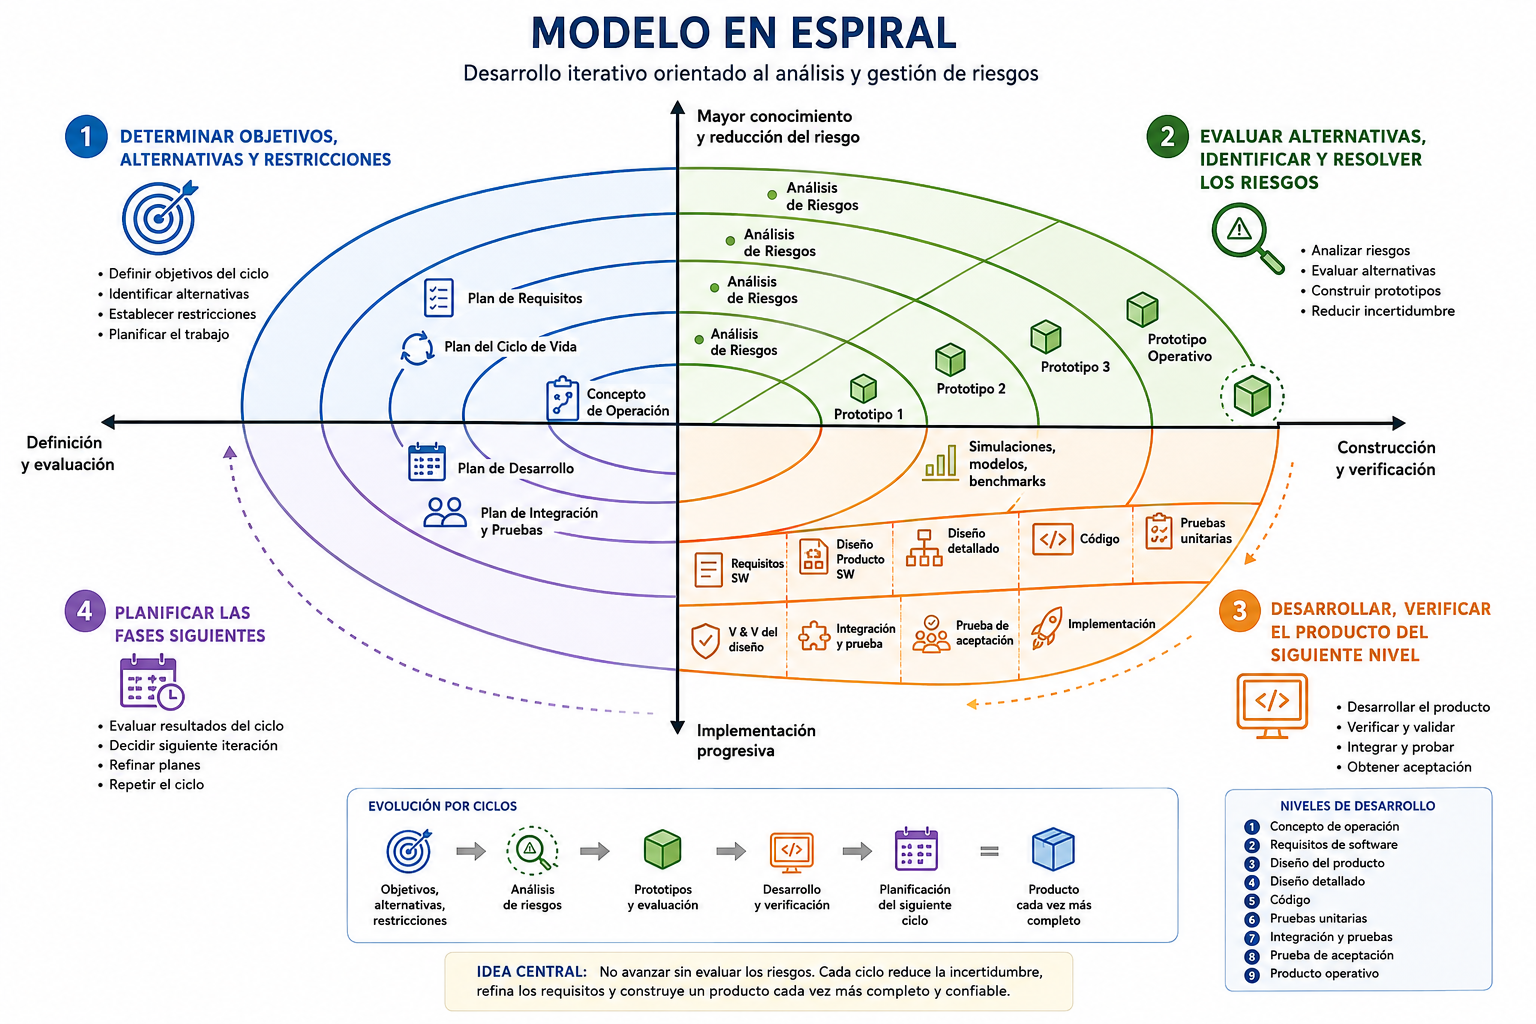 MODELO EN ESPIRAL
Desarrollo iterativo orientado al análisis y gestión de riesgos
Mayor conocimiento
y reducción del riesgo
1
DETERMINAR OBJETIVOS,
ALTERNATIVAS Y RESTRICCIONES
• Definir objetivos del ciclo
• Identificar alternativas
• Establecer restricciones
• Planificar el trabajo
2
EVALUAR ALTERNATIVAS,
IDENTIFICAR Y RESOLVER
LOS RIESGOS
• Analizar riesgos
• Evaluar alternativas
• Construir prototipos
• Reducir incertidumbre
Análisis
de Riesgos
Análisis
de Riesgos
Análisis
de Riesgos
Análisis
de Riesgos
Plan de Requisitos
Plan del Ciclo de Vida
Concepto
de Operación
Prototipo 1
Prototipo 2
Prototipo 3
Prototipo
Operativo
Definición
y evaluación
Construcción
y verificación
Plan de Desarrollo
Plan de Integración
y Pruebas
Simulaciones,
modelos,
benchmarks
Requisitos
SW
Diseño
Producto
SW
Diseño
detallado
</>
Código
Pruebas
unitarias
V & V del
diseño
Integración
y prueba
Prueba de
aceptación
Implementación
4
PLANIFICAR LAS
FASES SIGUIENTES
• Evaluar resultados del ciclo
• Decidir siguiente iteración
• Refinar planes
• Repetir el ciclo
3
DESARROLLAR, VERIFICAR
EL PRODUCTO DEL
SIGUIENTE NIVEL
</>
• Desarrollar el producto
• Verificar y validar
• Integrar y probar
• Obtener aceptación
Implementación
progresiva
EVOLUCIÓN POR CICLOS
Objetivos,
alternativas,
restricciones
Análisis
de riesgos
Prototipos
y evaluación
</>
Desarrollo
y verificación
Planificación
del siguiente
ciclo
=
Producto
cada vez más
completo
NIVELES DE DESARROLLO
1 Concepto de operación
2 Requisitos de software
3 Diseño del producto
4 Diseño detallado
5 Código
6 Pruebas unitarias
7 Integración y pruebas
8 Prueba de aceptación
9 Producto operativo
IDEA CENTRAL: No avanzar sin evaluar los riesgos. Cada ciclo reduce la incertidumbre,
refina los requisitos y construye un producto cada vez más completo y confiable.